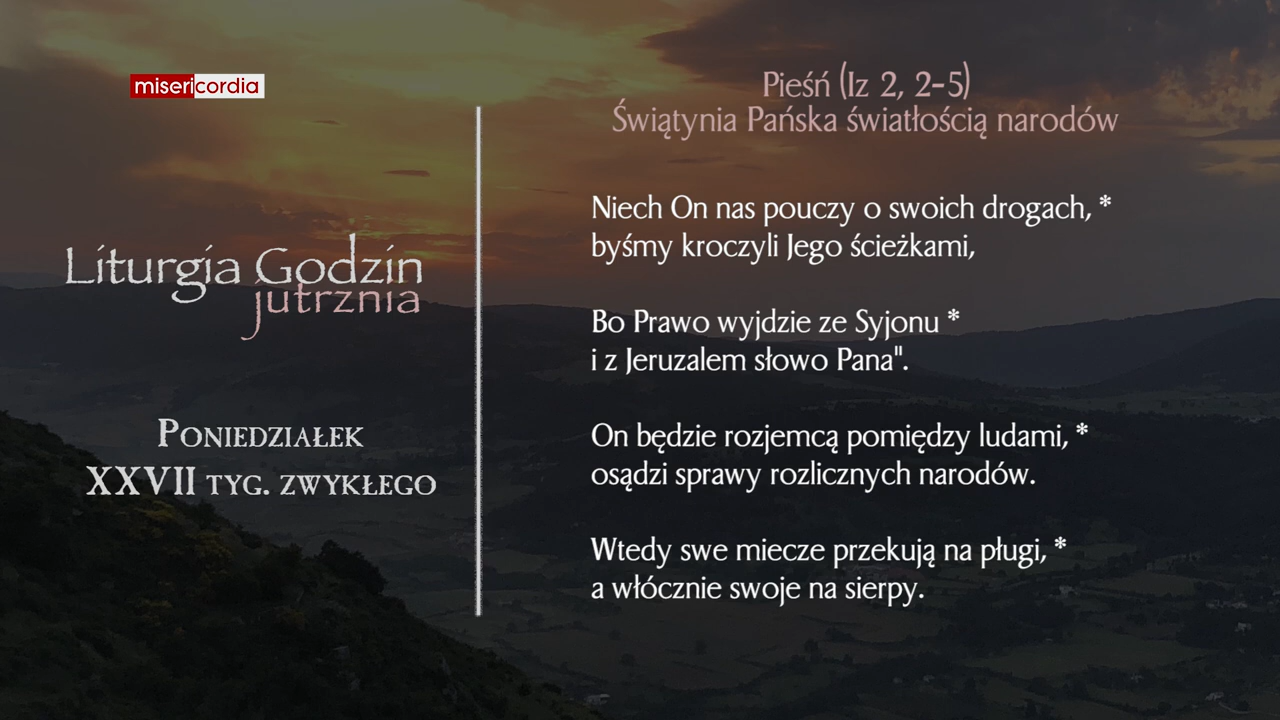 misericordia
Liturgia Godzin
jutrznia
Poniedziałek
XXVII tyg. zwykłego
Pieśń (Iz 2, 2-5)
Świątynia Pańska światłością narodów
Niech On nas pouczy o swoich drogach, *
byśmy kroczyli Jego ścieżkami,
Bo Prawo wyjdzie ze Syjonu *
i z Jeruzalem słowo Pana".
On będzie rozjemcą pomiędzy ludami, *
osądzi sprawy rozlicznych narodów.
Wtedy swe miecze przekują na pługi, *
a włócznie swoje na sierpy.